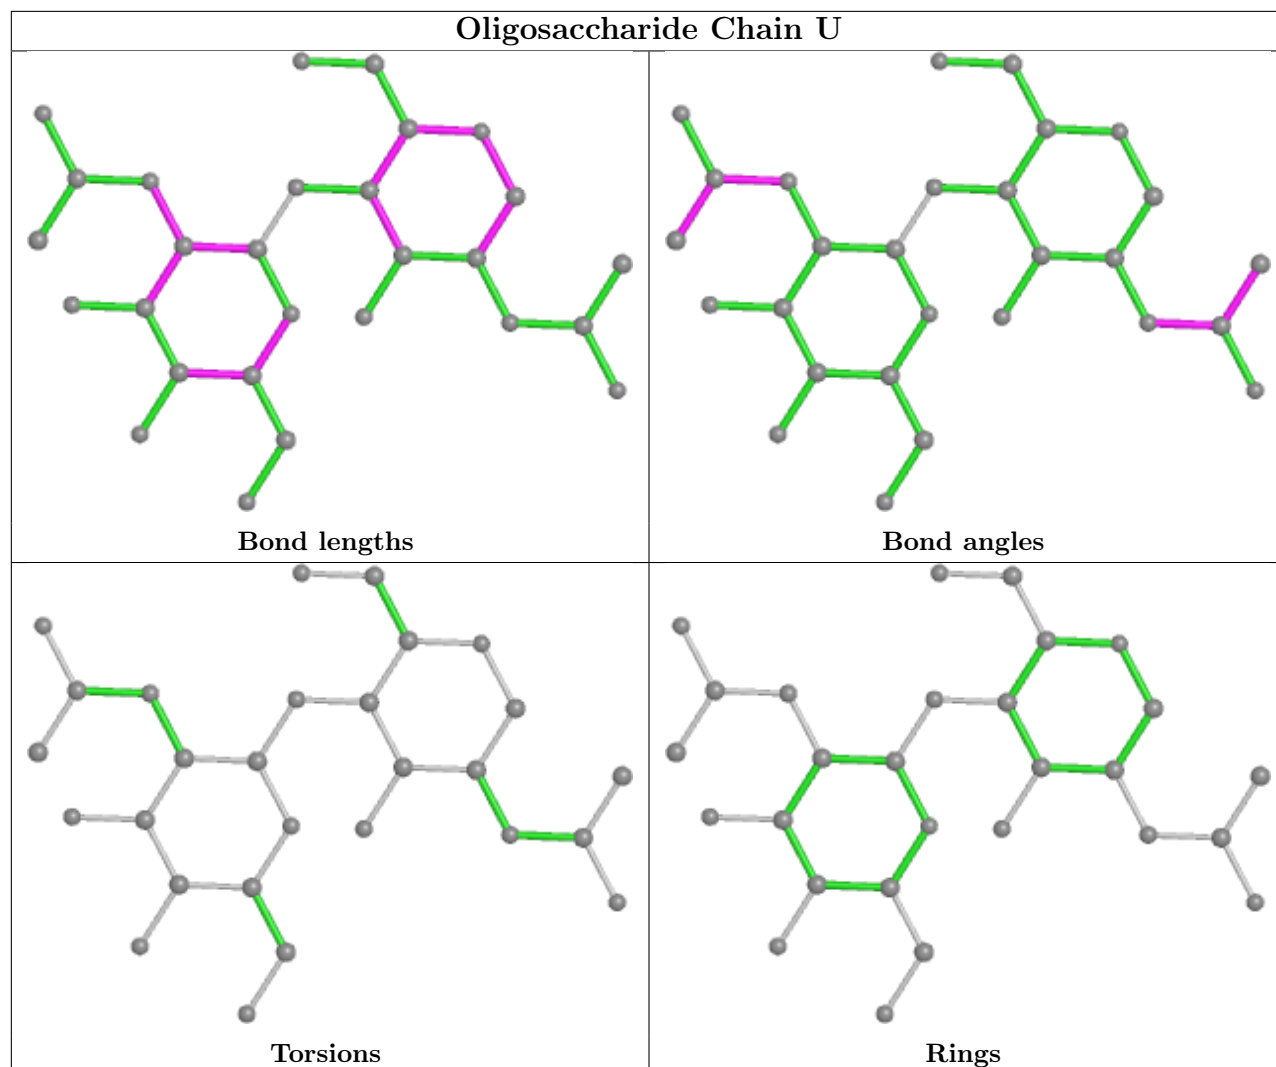 Oligosaccharide Chain U
Bond lengths
Bond angles
Torsions
Rings